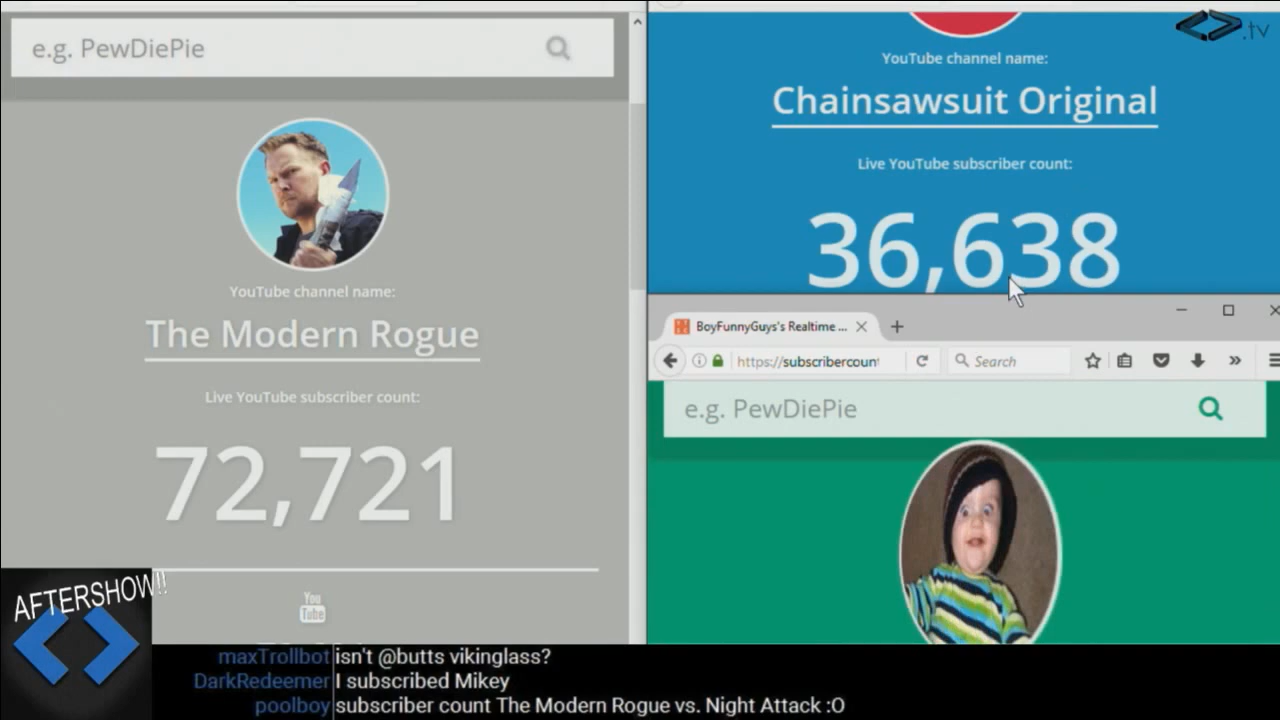 e.g. PewDiePie
YouTube channel name:
The Modern Rogue
Live YouTube subscriber count:
72,721
You
Tube
YouTube channel name:
Chainsawsuit Original
Live YouTube subscriber count:
36,638
.tv
BoyFunnyGuys's Realtime ...
https://subscribercount
Search
e.g. PewDiePie
AFTERSHOW!!
maxTrollbot isn't @butts vikinglass?
DarkRedeemer I subscribed Mikey
poolboy subscriber count The Modern Rogue vs. Night Attack :O